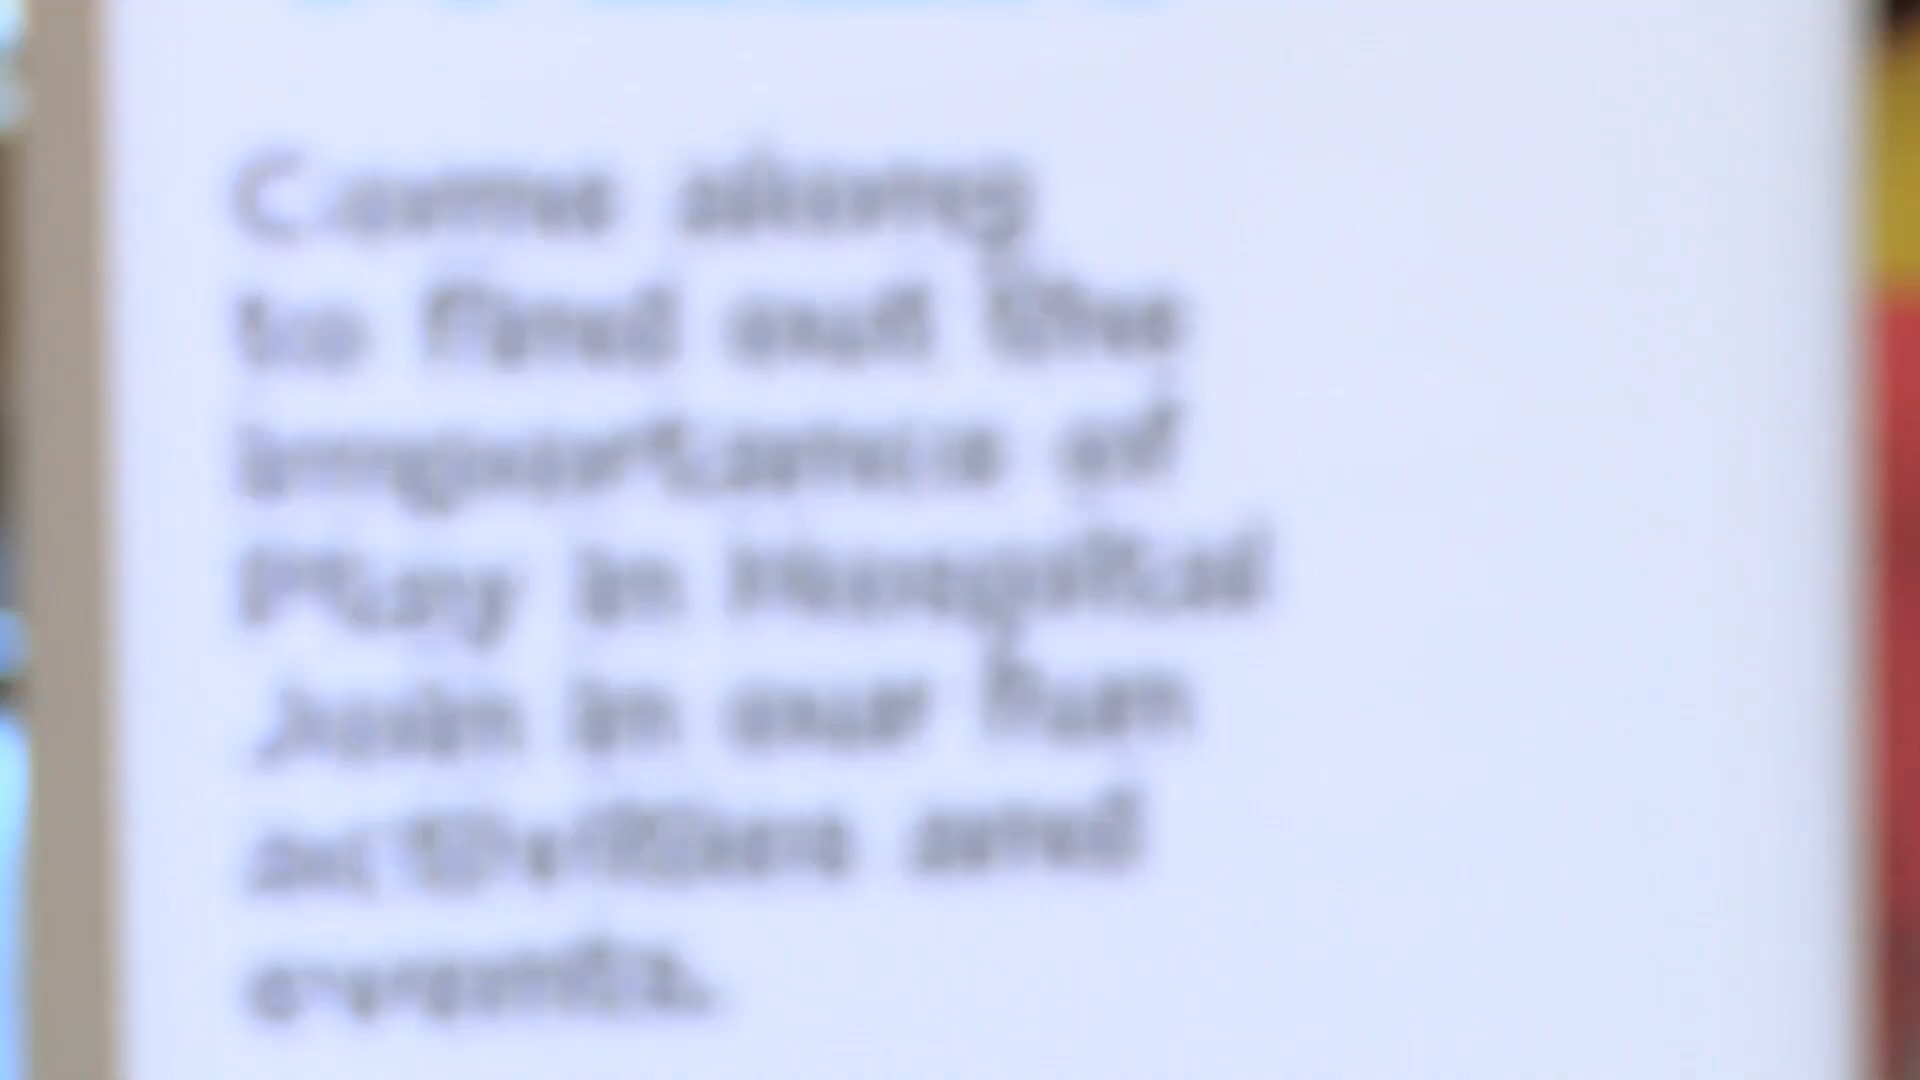 Come along
to find out the
importance of
Play in Hospital
Join in our fun
activities and
events.